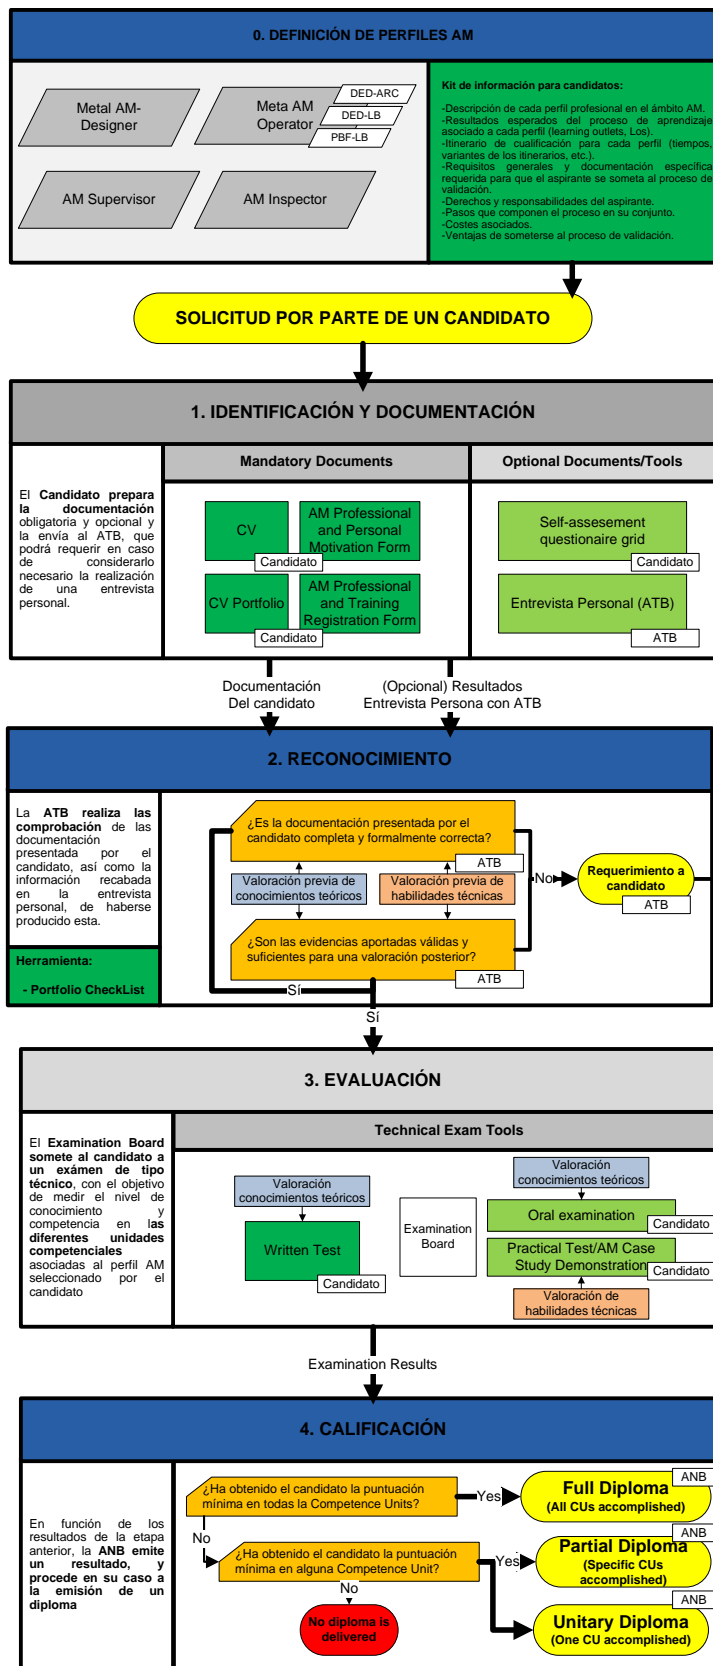 0. DEFINICIÓN DE PERFILES AM
Metal AM-
Designer
Meta AM
Operator
DED-ARC
DED-LB
PBF-LB
AM Supervisor
AM Inspector
Kit de información para candidatos:
-Descripción de cada perfil profesional en el ámbito AM.
-Resultados esperados del proceso de aprendizaje
asociado a cada perfil (learning outlets, Los).
-Itinerario de cualificación para cada perfil (tiempos,
variantes de los itinerarios, etc.).
-Requisitos generales y documentación específica
requerida para que el aspirante se someta al proceso de
validación.
-Derechos y responsabilidades del aspirante.
-Pasos que componen el proceso en su conjunto.
-Costes asociados.
-Ventajas de someterse al proceso de validación.
SOLICITUD POR PARTE DE UN CANDIDATO
1. IDENTIFICACIÓN Y DOCUMENTACIÓN
El Candidato prepara
la documentación
obligatoria y opcional y
la envía al ATB, que
podrá requerir en caso
de considerarlo
necesario la realización
de una entrevista
personal.
Mandatory Documents
CV
Candidato
AM Professional
and Personal
Motivation Form
CV Portfolio
Candidato
AM Professional
and Training
Registration Form
Optional Documents/Tools
Self-assesement
questionaire grid
Candidato
Entrevista Personal (ATB)
ATB
Documentación
Del candidato
(Opcional) Resultados
Entrevista Persona con ATB
2. RECONOCIMIENTO
La ATB realiza las
comprobación de las
documentación
presentada por el
candidato, así como la
información recabada
en la entrevista
personal, de haberse
producido esta.
Herramienta:
- Portfolio CheckList
¿Es la documentación presentada por el
candidato completa y formalmente correcta?
ATB
Valoración previa de
conocimientos teóricos
Valoración previa de
habilidades técnicas
¿Son las evidencias aportadas válidas y
suficientes para una valoración posterior?
ATB
No
Requerimiento a
candidato
ATB
Sí
Sí
3. EVALUACIÓN
El Examination Board
somete al candidato a
un exámen de tipo
técnico, con el objetivo
de medir el nivel de
conocimiento y
competencia en las
diferentes unidades
competenciales
asociadas al perfil AM
seleccionado por el
candidato
Technical Exam Tools
Valoración
conocimientos teóricos
Written Test
Candidato
Examination
Board
Valoración
conocimientos teóricos
Oral examination
Candidato
Practical Test/AM Case
Study Demonstration
Candidato
Valoración de
habilidades técnicas
Examination Results
4. CALIFICACIÓN
En función de los
resultados de la etapa
anterior, la ANB emite
un resultado, y
procede en su caso a
la emisión de un
diploma
¿Ha obtenido el candidato la puntuación
mínima en todas la Competence Units?
Yes
ANB
Full Diploma
(All CUs accomplished)
No
¿Ha obtenido el candidato la puntuación
mínima en alguna Competence Unit?
Yes
ANB
Partial Diploma
(Specific CUs
accomplished)
No
No diploma is
delivered
ANB
Unitary Diploma
(One CU accomplished)